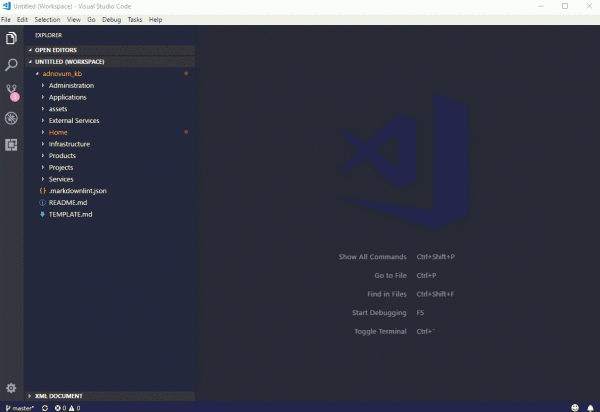 Untitled (Workspace) - Visual Studio Code
File Edit Selection View Go Debug Tasks Help
EXPLORER
OPEN EDITORS
UNTITLED (WORKSPACE)
adnovum_kb
Administration
Applications
assets
External Services
Home
Infrastructure
Products
Projects
Services
{ } .markdownlint.json
README.md
TEMPLATE.md
Show All Commands Ctrl+Shift+P
Go to File Ctrl+P
Find in Files Ctrl+Shift+F
Start Debugging F5
Toggle Terminal Ctrl+¨
XML DOCUMENT
master* 0 0